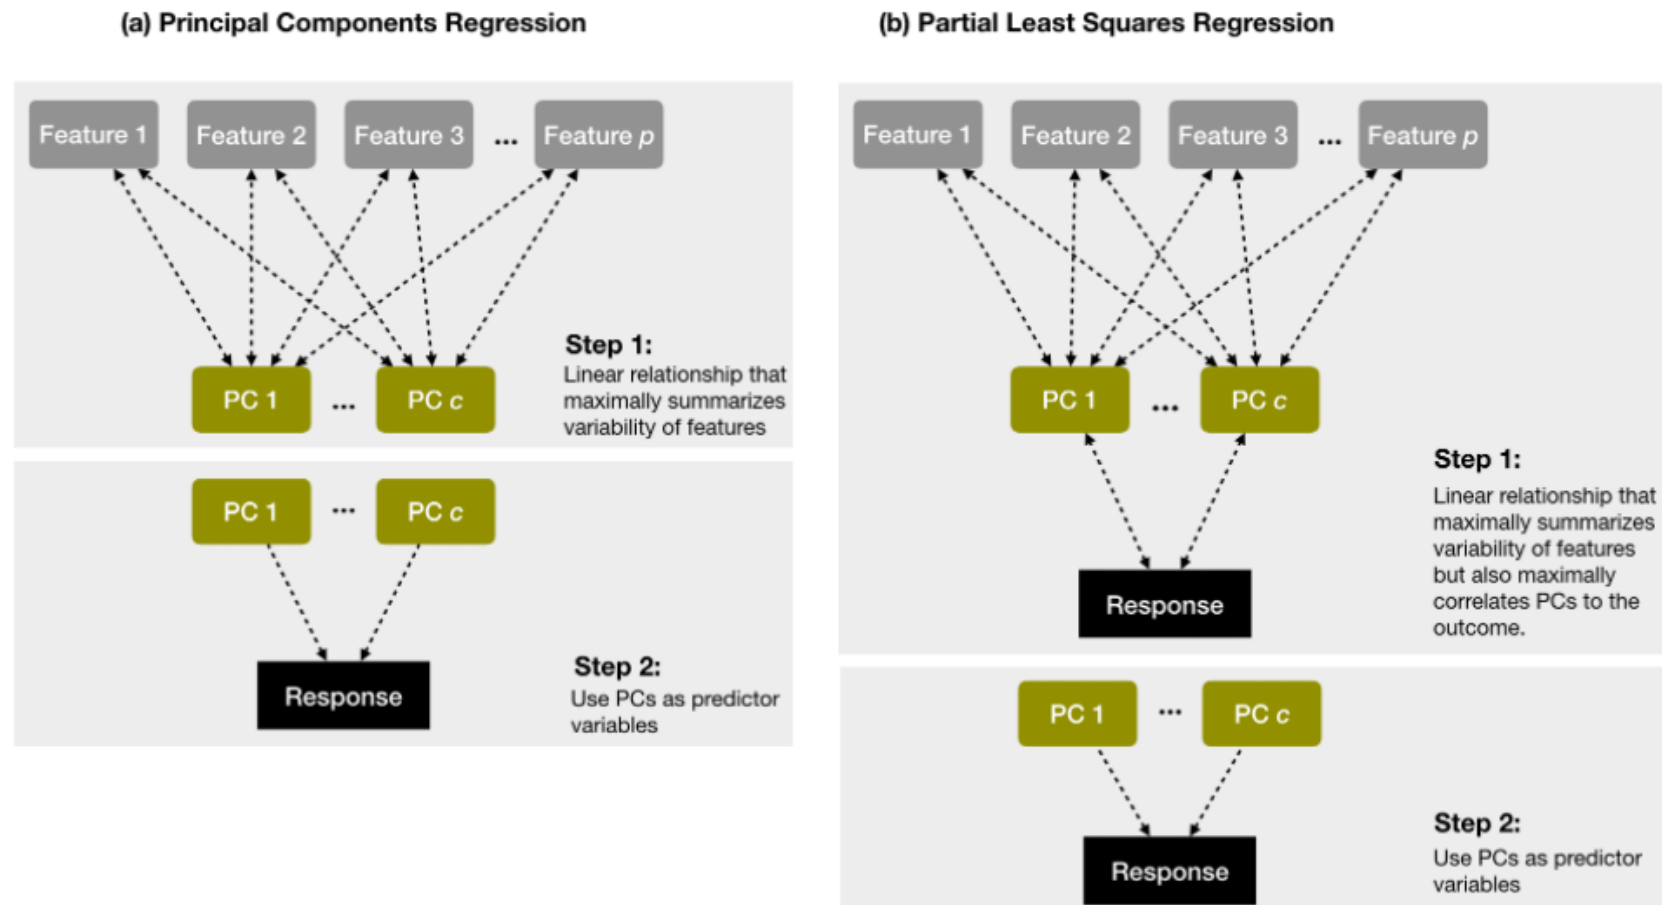 (a) Principal Components Regression
Feature 1
Feature 2
Feature 3
...
Feature p
PC 1
...
PC c
Step 1:
Linear relationship that
maximally summarizes
variability of features
PC 1
...
PC c
Response
Step 2:
Use PCs as predictor
variables
(b) Partial Least Squares Regression
Feature 1
Feature 2
Feature 3
...
Feature p
PC 1
...
PC c
Response
Step 1:
Linear relationship that
maximally summarizes
variability of features
but also maximally
correlates PCs to the
outcome.
PC 1
...
PC c
Response
Step 2:
Use PCs as predictor
variables